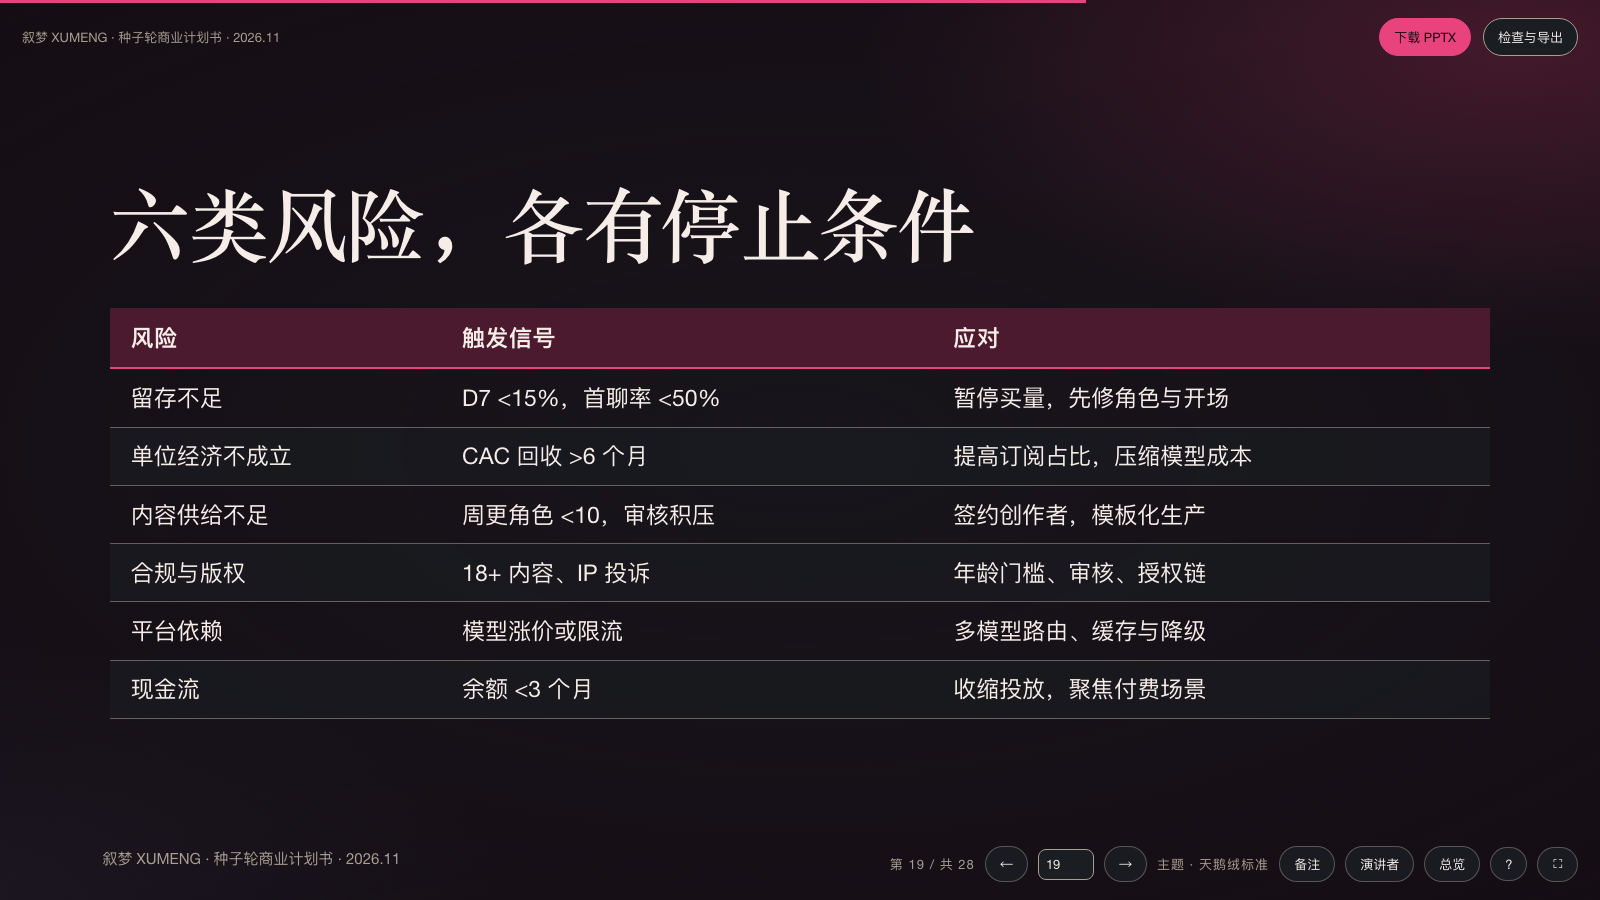 叙梦 XUMENG · 种子轮商业计划书 · 2026.11
下载 PPTX
检查与导出
六类风险，各有停止条件
风险 触发信号 应对
留存不足 D7 <15%，首聊率 <50% 暂停买量，先修角色与开场
单位经济不成立 CAC 回收 >6 个月 提高订阅占比，压缩模型成本
内容供给不足 周更角色 <10，审核积压 签约创作者，模板化生产
合规与版权 18+ 内容、IP 投诉 年龄门槛、审核、授权链
平台依赖 模型涨价或限流 多模型路由、缓存与降级
现金流 余额 <3 个月 收缩投放，聚焦付费场景
叙梦 XUMENG · 种子轮商业计划书 · 2026.11
第 19 / 共 28 ← 19 → 主题 · 天鹅绒标准 备注 演讲者 总览 ?